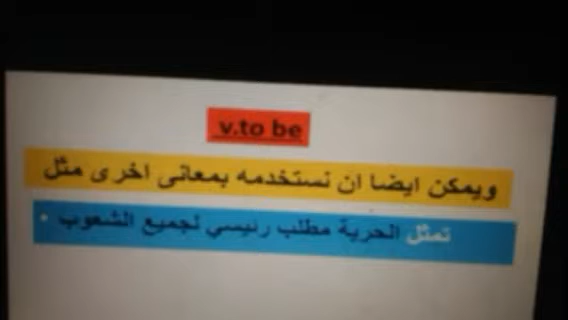 v.to be
ويمكن ايضا ان نستخدمه بمعانى اخرى مثل
تمثل الحرية مطلب رئيسي لجميع الشعوب •